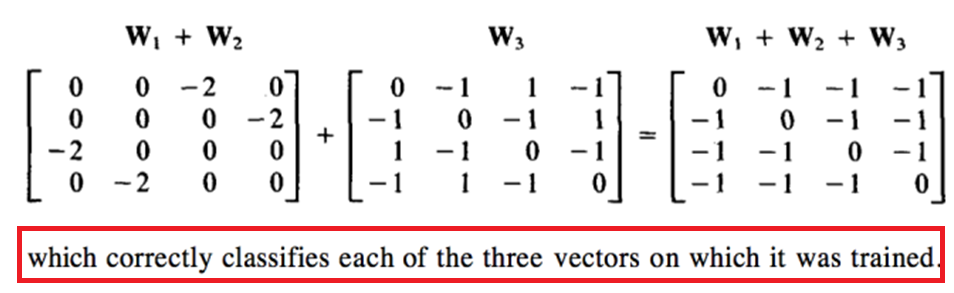 W₁ + W₂ W₃ W₁ + W₂ + W₃
0 0 −2 0 0 −1 1 −1 0 −1 −1 −1
0 0 0 −2 −1 0 −1 1 −1 0 −1 −1
−2 0 0 0 + 1 −1 0 −1 = −1 −1 0 −1
0 −2 0 0 −1 1 −1 0 −1 −1 −1 0
which correctly classifies each of the three vectors on which it was trained.